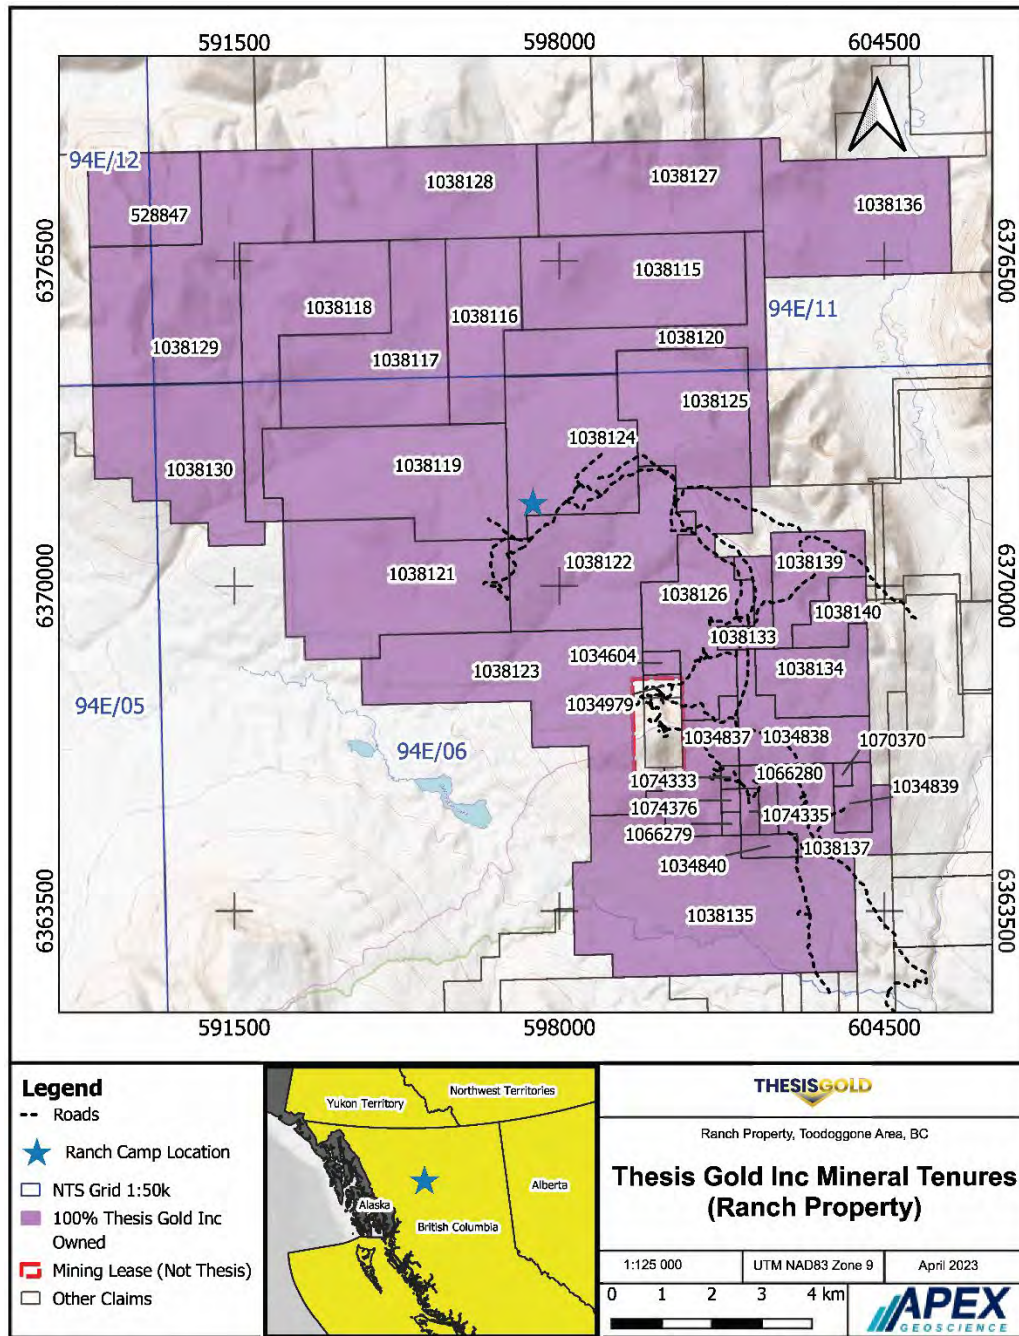 591500 598000 604500
94E/12
528847
1038128
1038127
1038136
6376500
6376500
1038115
1038118
1038116
94E/11
1038129
1038117
1038120
1038125
1038124
1038119
1038130
6370000
6370000
1038121
1038122
1038139
1038126
1038140
1038133
1034604
1038134
1038123
94E/05
1034979
94E/06
1034837
1034838
1070370
1074333
1066280
1034839
1074376
1074335
1066279
1038137
1034840
6363500
6363500
1038135
591500 598000 604500
Legend
Roads
Ranch Camp Location
NTS Grid 1:50k
100% Thesis Gold Inc
Owned
Mining Lease (Not Thesis)
Other Claims
Yukon Territory
Northwest Territories
Alaska
British Columbia
Alberta
THESISGOLD
Ranch Property, Toodoggone Area, BC
Thesis Gold Inc Mineral Tenures
(Ranch Property)
1:125 000 UTM NAD83 Zone 9 April 2023
0 1 2 3 4 km
APEX
GEOSCIENCE